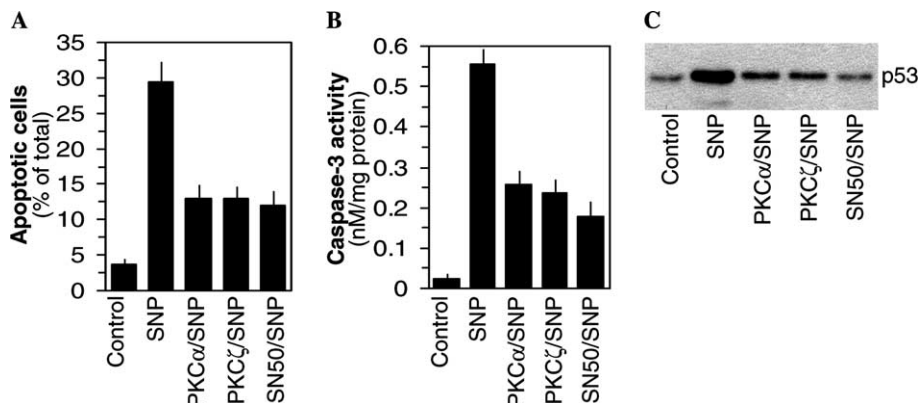 A
Apoptotic cells
(% of total)
35
30
25
20
15
10
5
0
Control
SNP
PKCα/SNP
PKCζ/SNP
SN50/SNP
B
Caspase-3 activity
(nM/mg protein)
0.6
0.5
0.4
0.3
0.2
0.1
0
Control
SNP
PKCα/SNP
PKCζ/SNP
SN50/SNP
C
p53
Control
SNP
PKCα/SNP
PKCζ/SNP
SN50/SNP